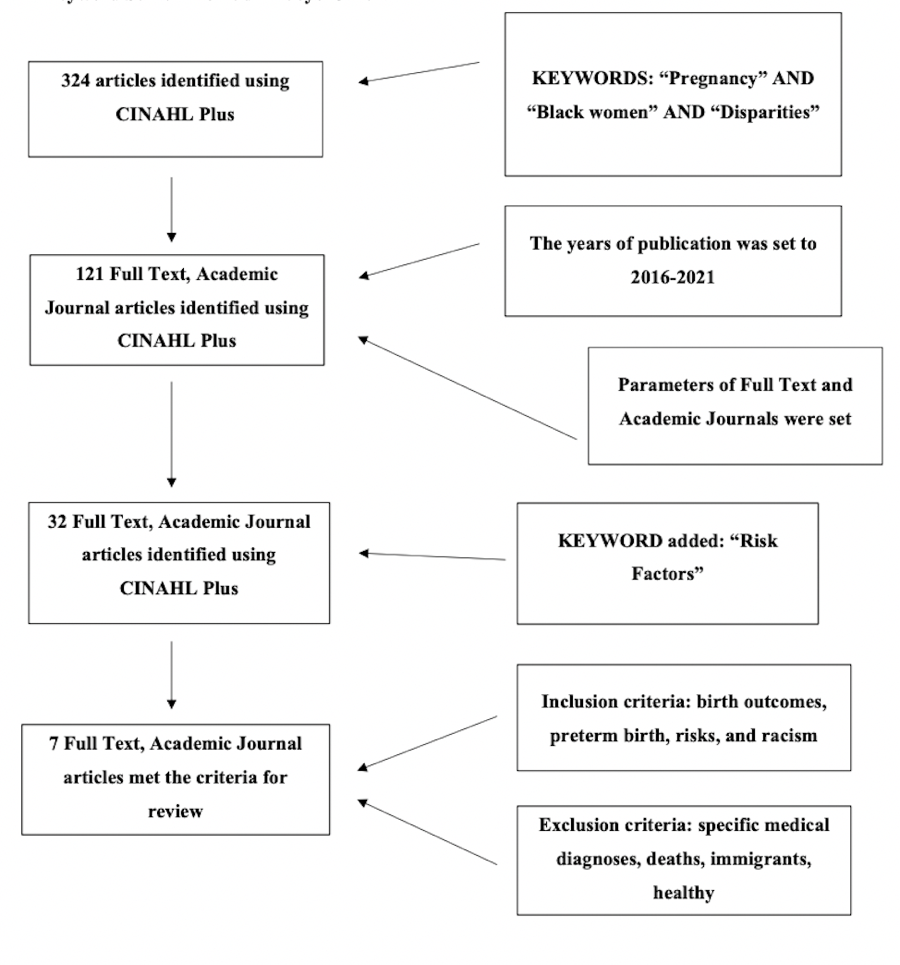 324 articles identified using
CINAHL Plus
KEYWORDS: “Pregnancy” AND
“Black women” AND “Disparities”
121 Full Text, Academic
Journal articles identified using
CINAHL Plus
The years of publication was set to
2016-2021
Parameters of Full Text and
Academic Journals were set
32 Full Text, Academic Journal
articles identified using
CINAHL Plus
KEYWORD added: “Risk
Factors”
7 Full Text, Academic Journal
articles met the criteria for
review
Inclusion criteria: birth outcomes,
preterm birth, risks, and racism
Exclusion criteria: specific medical
diagnoses, deaths, immigrants,
healthy